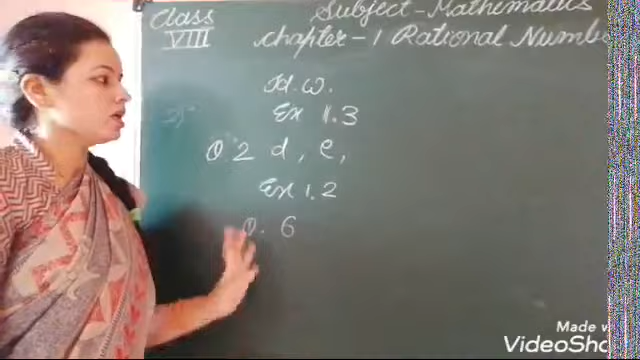 Class
VIII
Subject - Mathematics
Chapter - 1 Rational Numbe
H.W.
Ex 1.3
Q. 2 d, e,
Ex 1.2
Q. 6
Made w
VideoSho